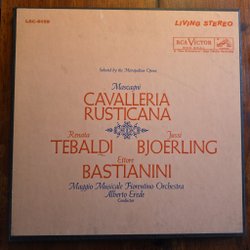 LSC-6059
LIVING STEREO
RCA VICTOR
Selected by the Metropolitan Opera
Mascagni
CAVALLERIA
RUSTICANA
Renata
Jussi
TEBALDI
BJOERLING
Ettore
BASTIANINI
Maggio Musicale Fiorentino Orchestra
Alberto Erede
Conductor